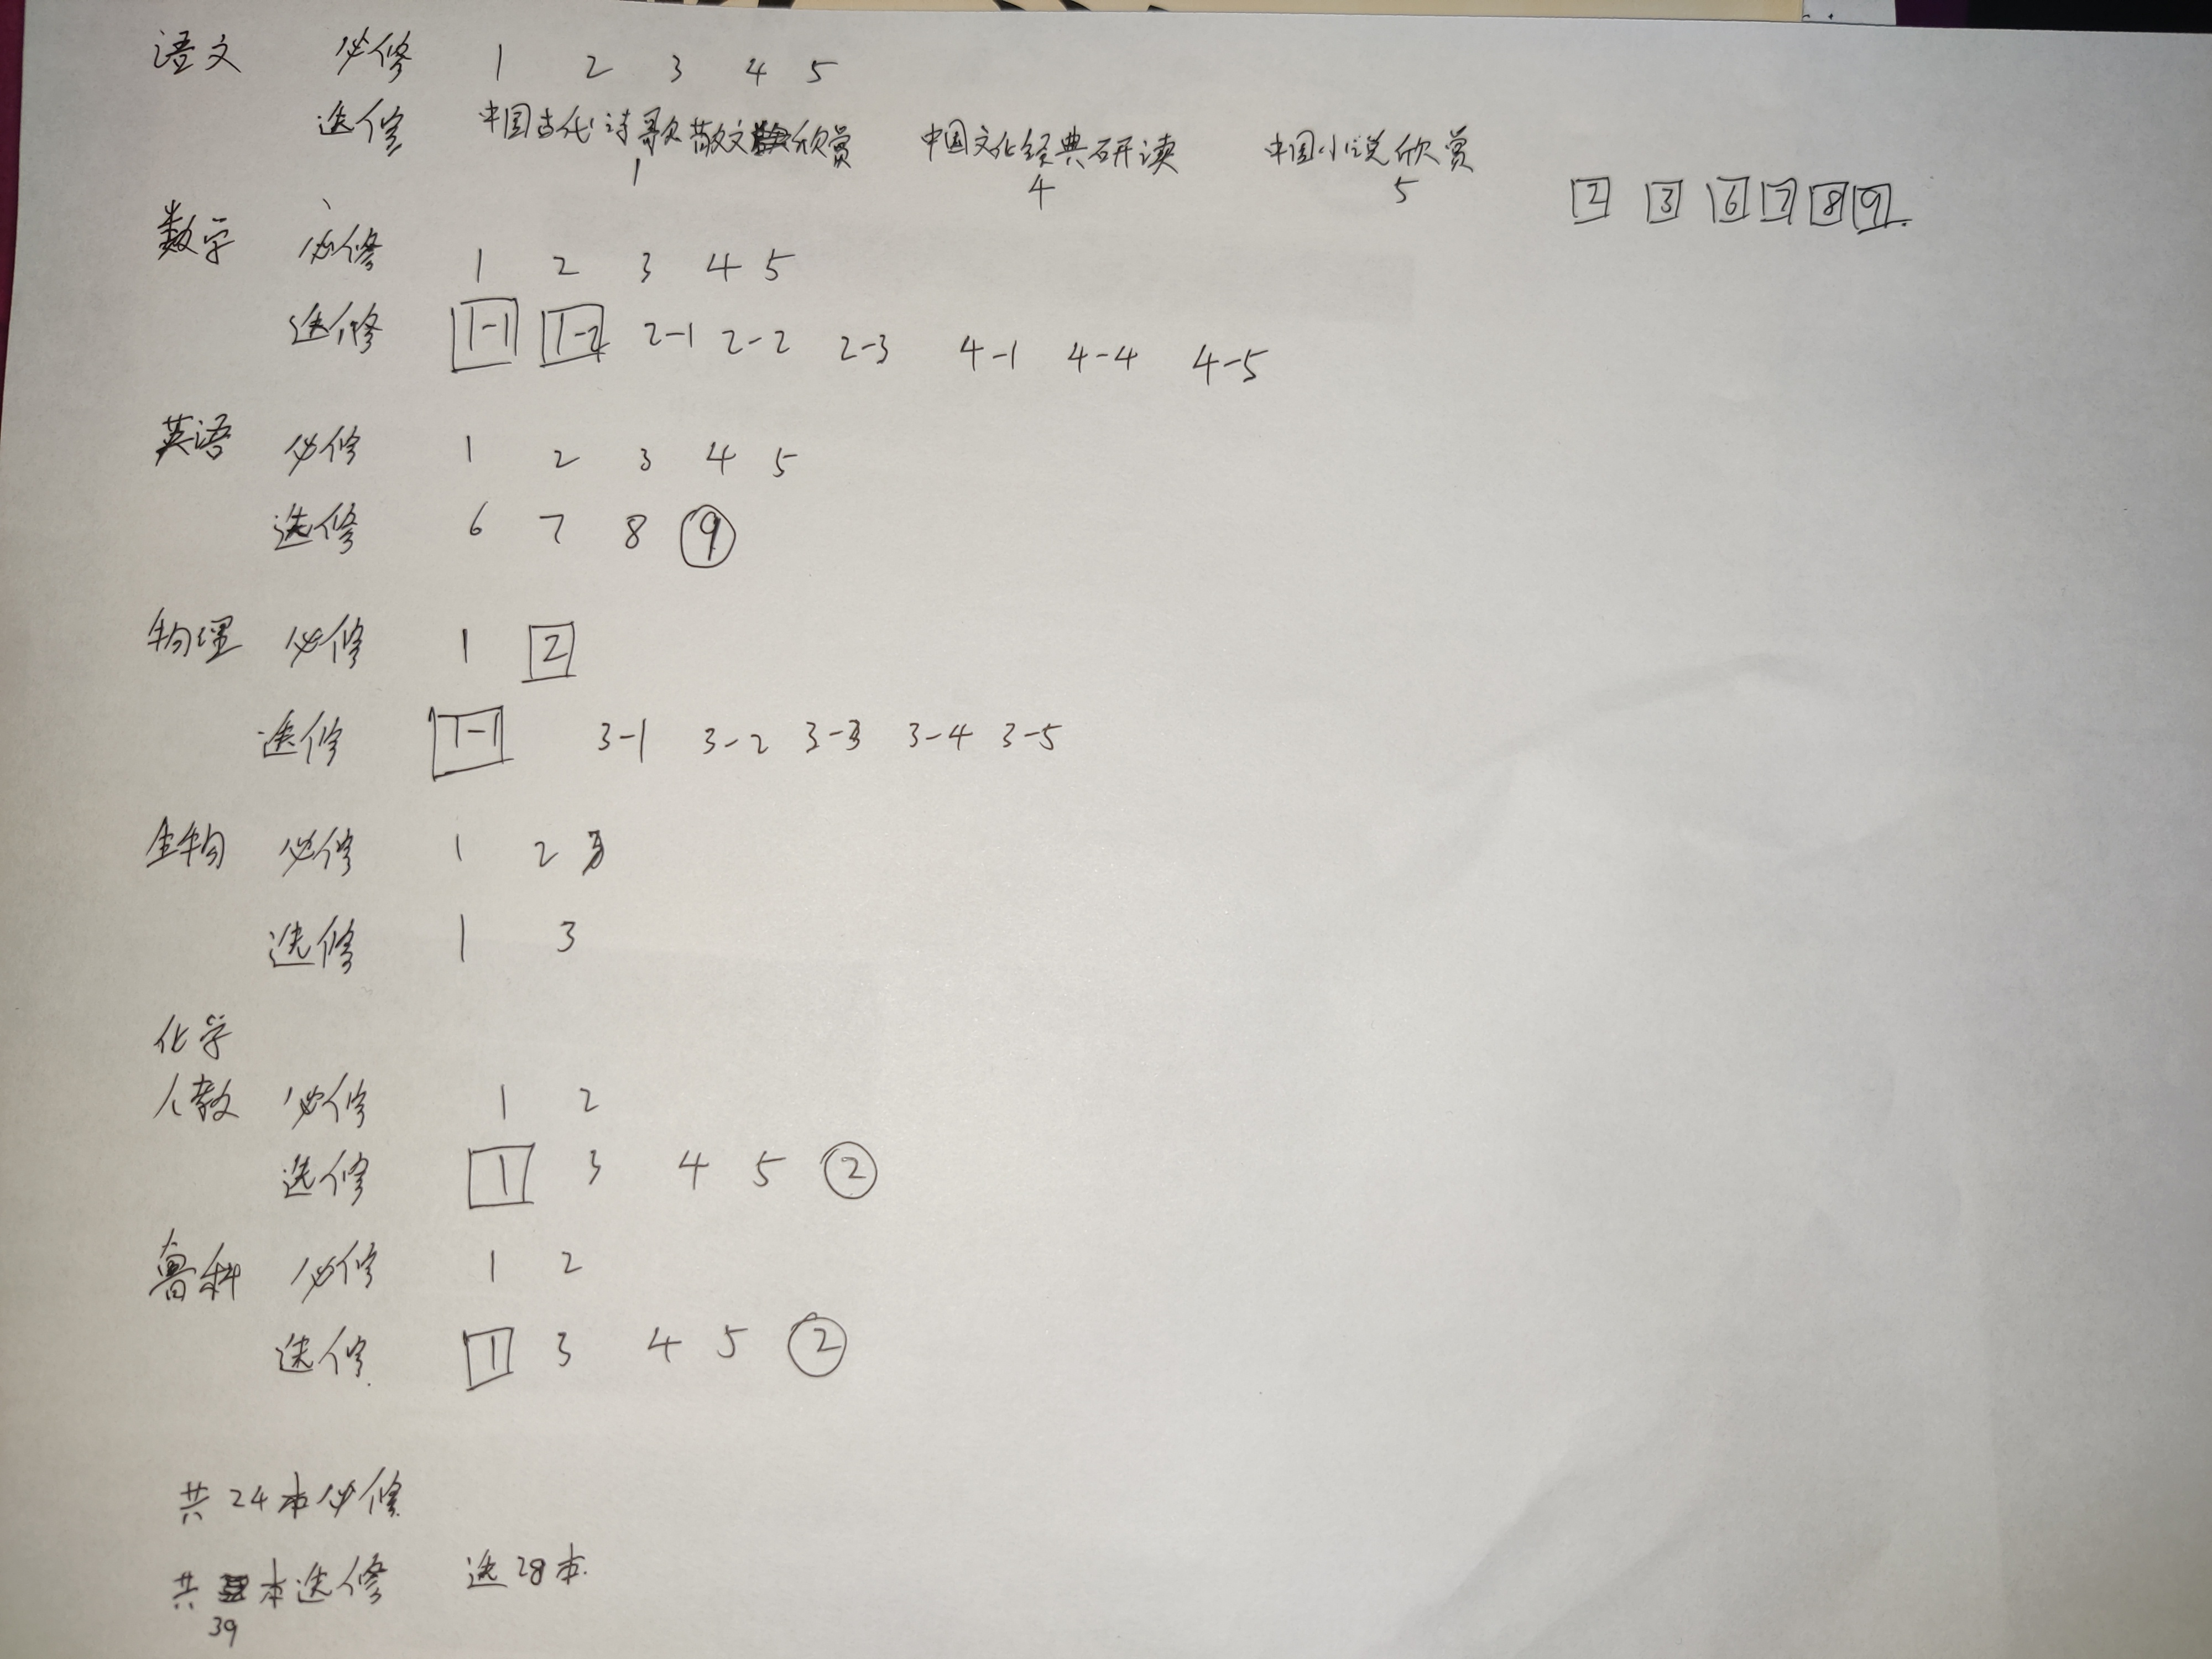 语文 必修 1 2 3 4 5
选修 中国古代诗歌散文欣赏 中国文化经典研读 中国小说欣赏
1 4 5 2 3 6 7 8 9
数学 必修 1 2 3 4 5
选修 1-1 1-2 2-1 2-2 2-3 4-1 4-4 4-5
英语 必修 1 2 3 4 5
选修 6 7 8 9
物理 必修 1 2
选修 1-1 3-1 3-2 3-3 3-4 3-5
生物 必修 1 2
选修 1 3
化学
人教 必修 1 2
选修 1 3 4 5 2
鲁科 必修 1 2
选修 1 3 4 5 2
共24本必修
共 本选修 选28本.
39